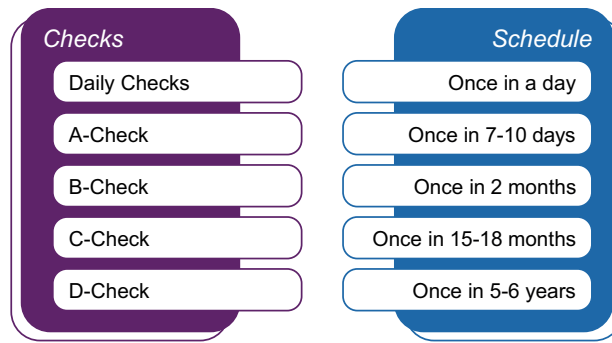 Checks
Schedule
Daily Checks
Once in a day
A-Check
Once in 7-10 days
B-Check
Once in 2 months
C-Check
Once in 15-18 months
D-Check
Once in 5-6 years